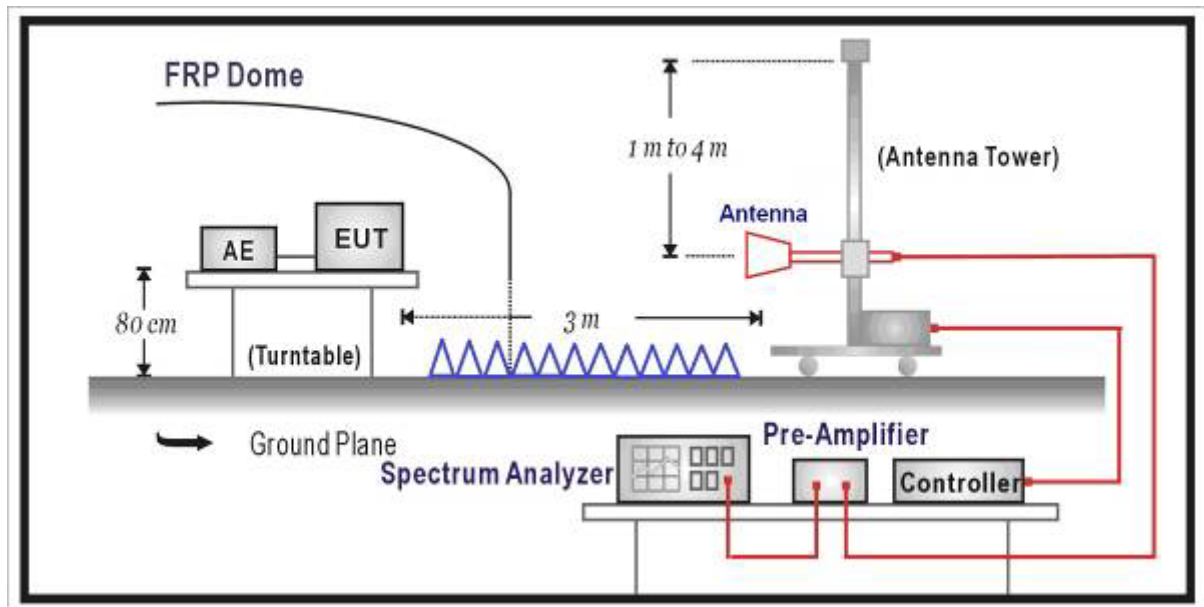 FRP Dome
1 m to 4 m
(Antenna Tower)
Antenna
AE
EUT
80 cm
3 m
(Turntable)
Ground Plane
Pre-Amplifier
Spectrum Analyzer
Controller